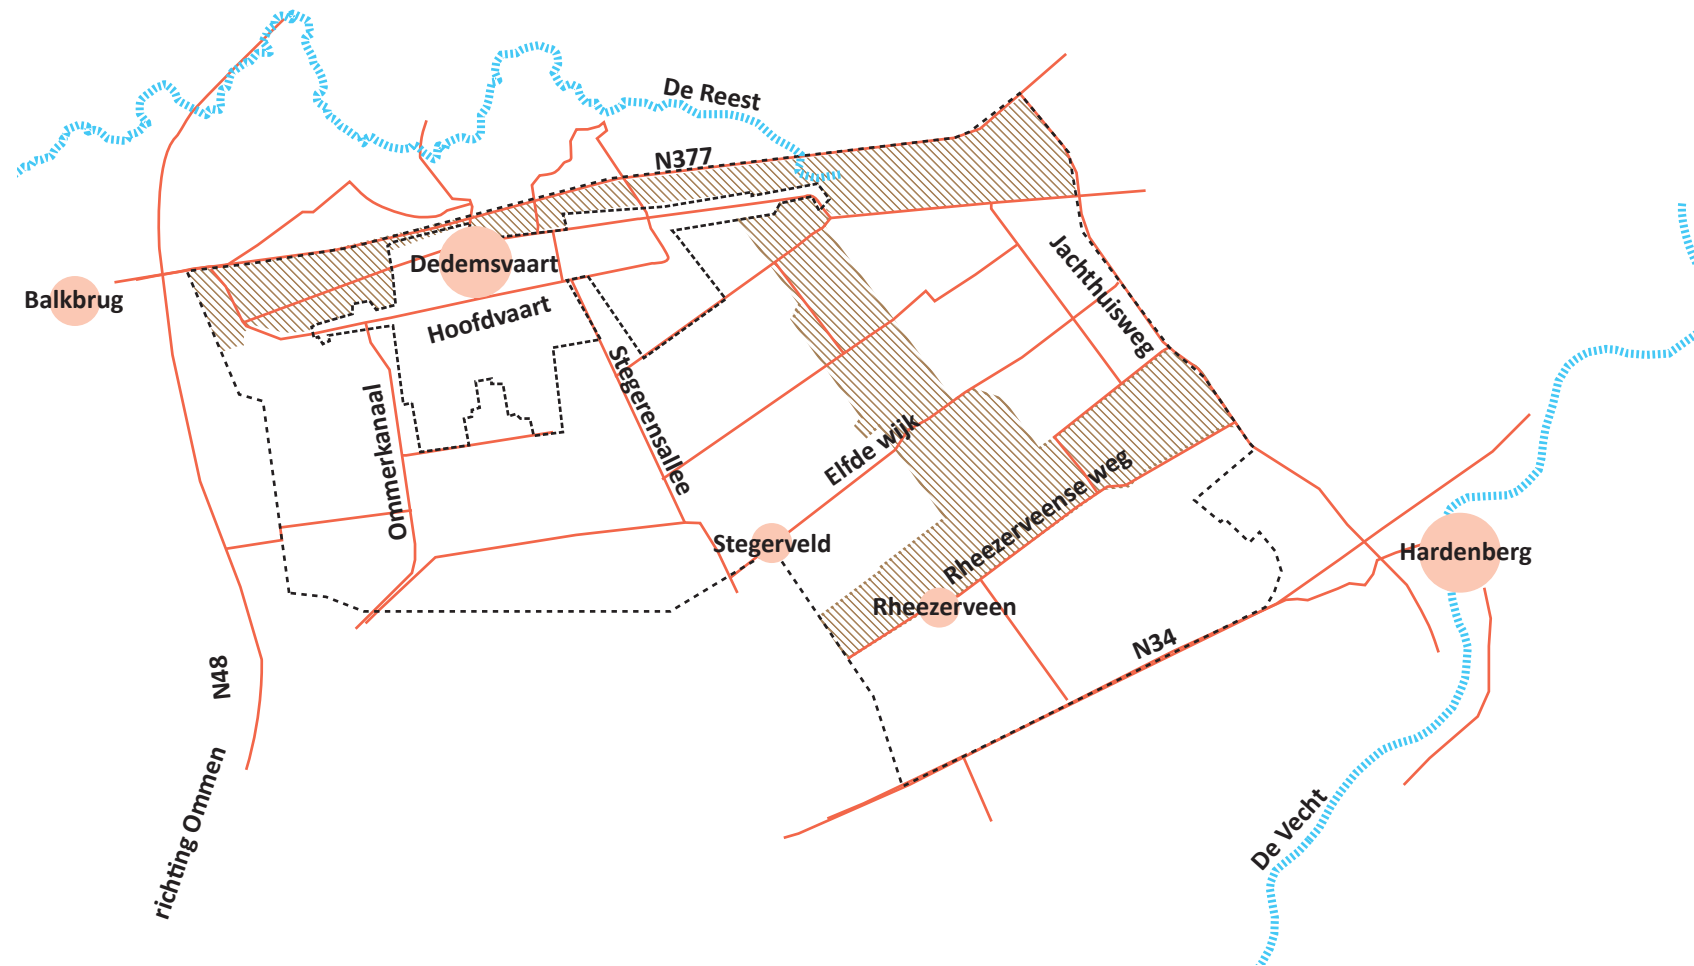 De Reest
N377
Balkbrug
Dedemsvaart
Hoofdvaart
Jachthuisweg
Stegerensallee
Ommerkanaal
Elfde wijk
Rheezerveense weg
Stegerveld
Hardenberg
Rheezerveen
N34
N48
richting Ommen
De Vecht